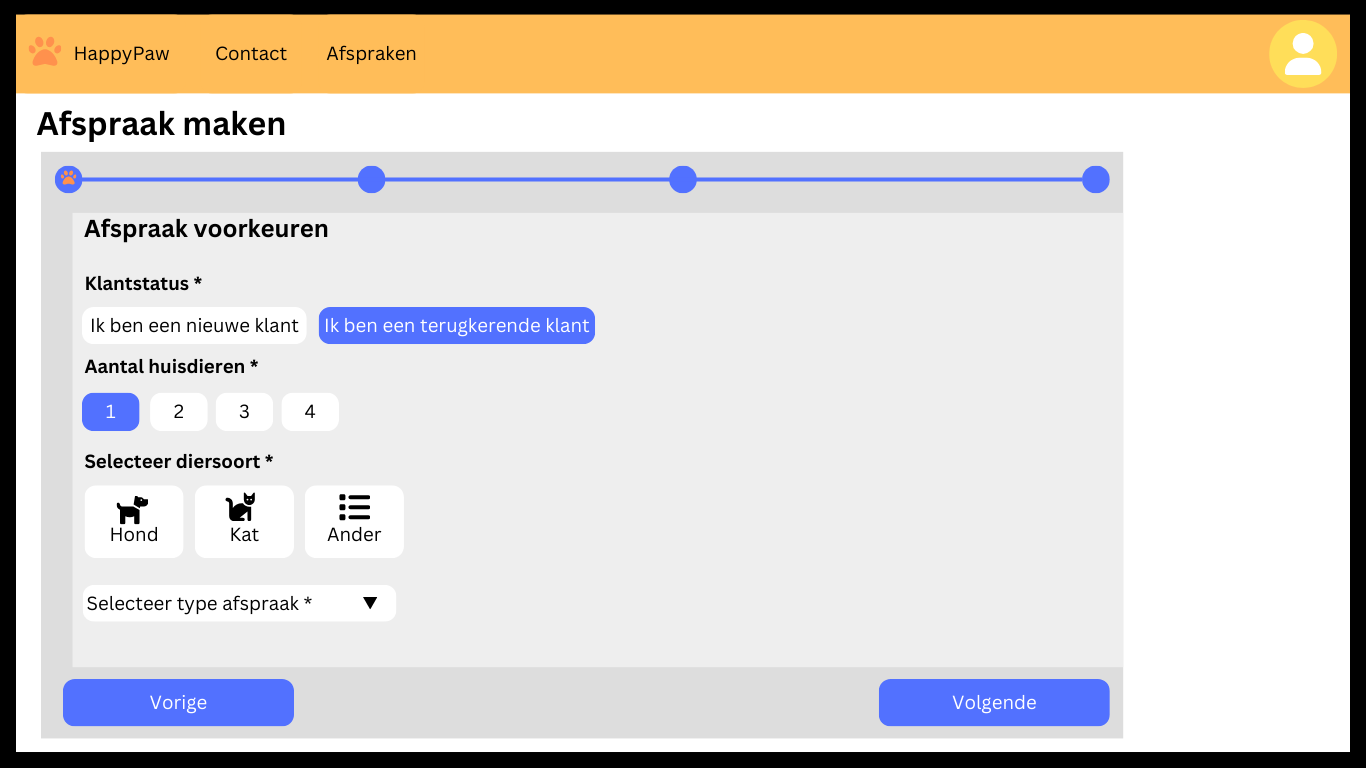 HappyPaw Contact Afspraken
Afspraak maken
Afspraak voorkeuren
Klantstatus *
Ik ben een nieuwe klant Ik ben een terugkerende klant
Aantal huisdieren *
1 2 3 4
Selecteer diersoort *
Hond Kat Ander
Selecteer type afspraak * ▼
Vorige Volgende